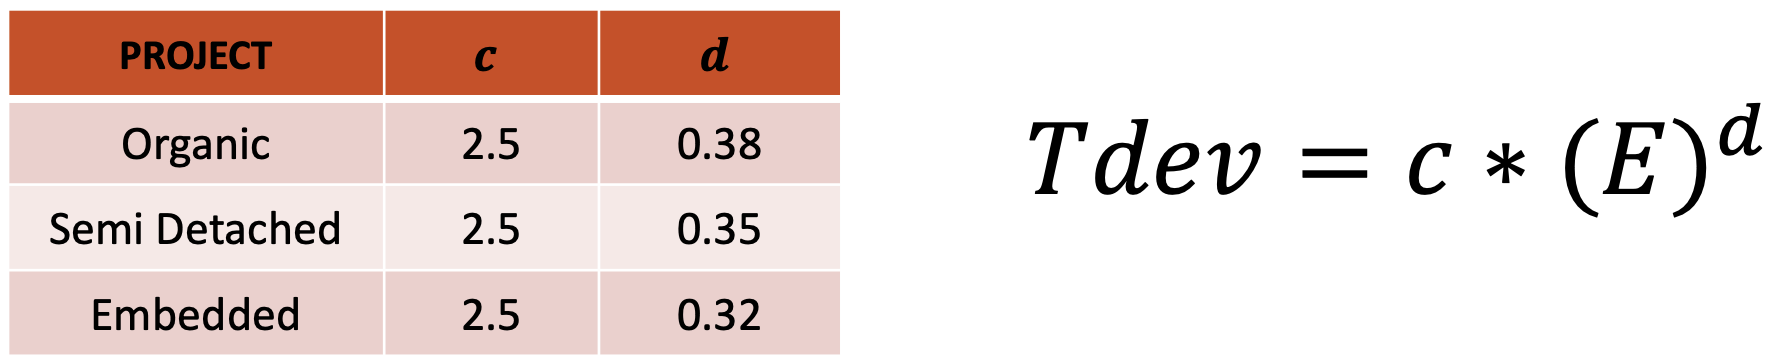 PROJECT c d
Organic 2.5 0.38
Semi Detached 2.5 0.35
Embedded 2.5 0.32
Tdev = c * (E)^d